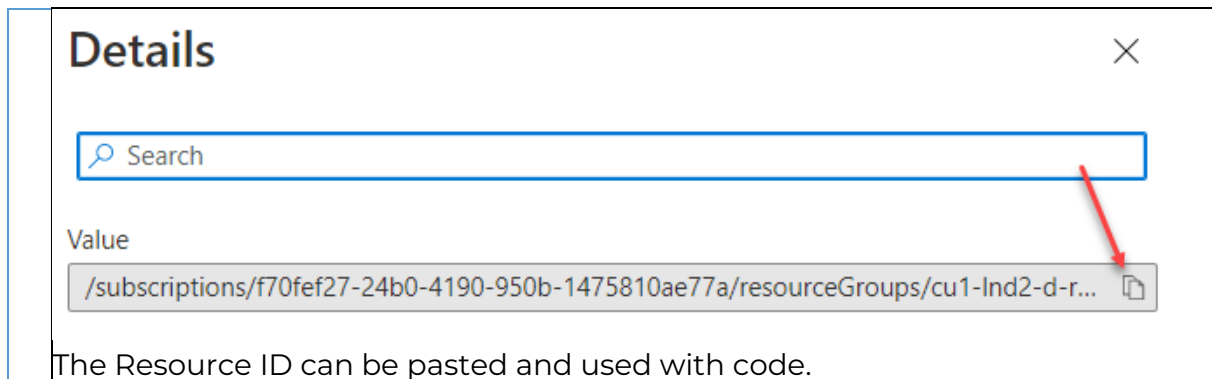 Details
Search
Value
/subscriptions/f70fef27-24b0-4190-950b-1475810ae77a/resourceGroups/cu1-lnd2-d-r...
The Resource ID can be pasted and used with code.